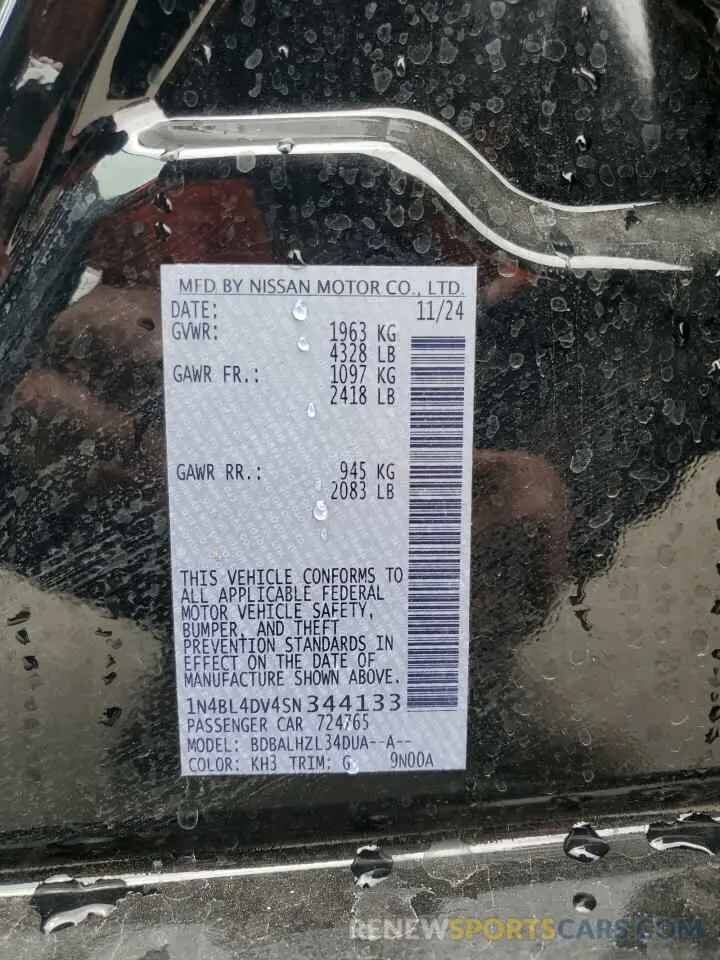 MFD BY NISSAN MOTOR CO., LTD.
DATE: 11/24
GVWR: 1963 KG
4328 LB
GAWR FR.: 1097 KG
2418 LB
GAWR RR.: 945 KG
2083 LB
THIS VEHICLE CONFORMS TO
ALL APPLICABLE FEDERAL
MOTOR VEHICLE SAFETY,
BUMPER, AND THEFT
PREVENTION STANDARDS IN
EFFECT ON THE DATE OF
MANUFACTURE SHOWN ABOVE.
1N4BL4DV4SN344133
PASSENGER CAR 724765
MODEL: BDBALHZL34DUA--A--
COLOR: KH3 TRIM: G 9N00A
RENEWSPORTSCARS.COM